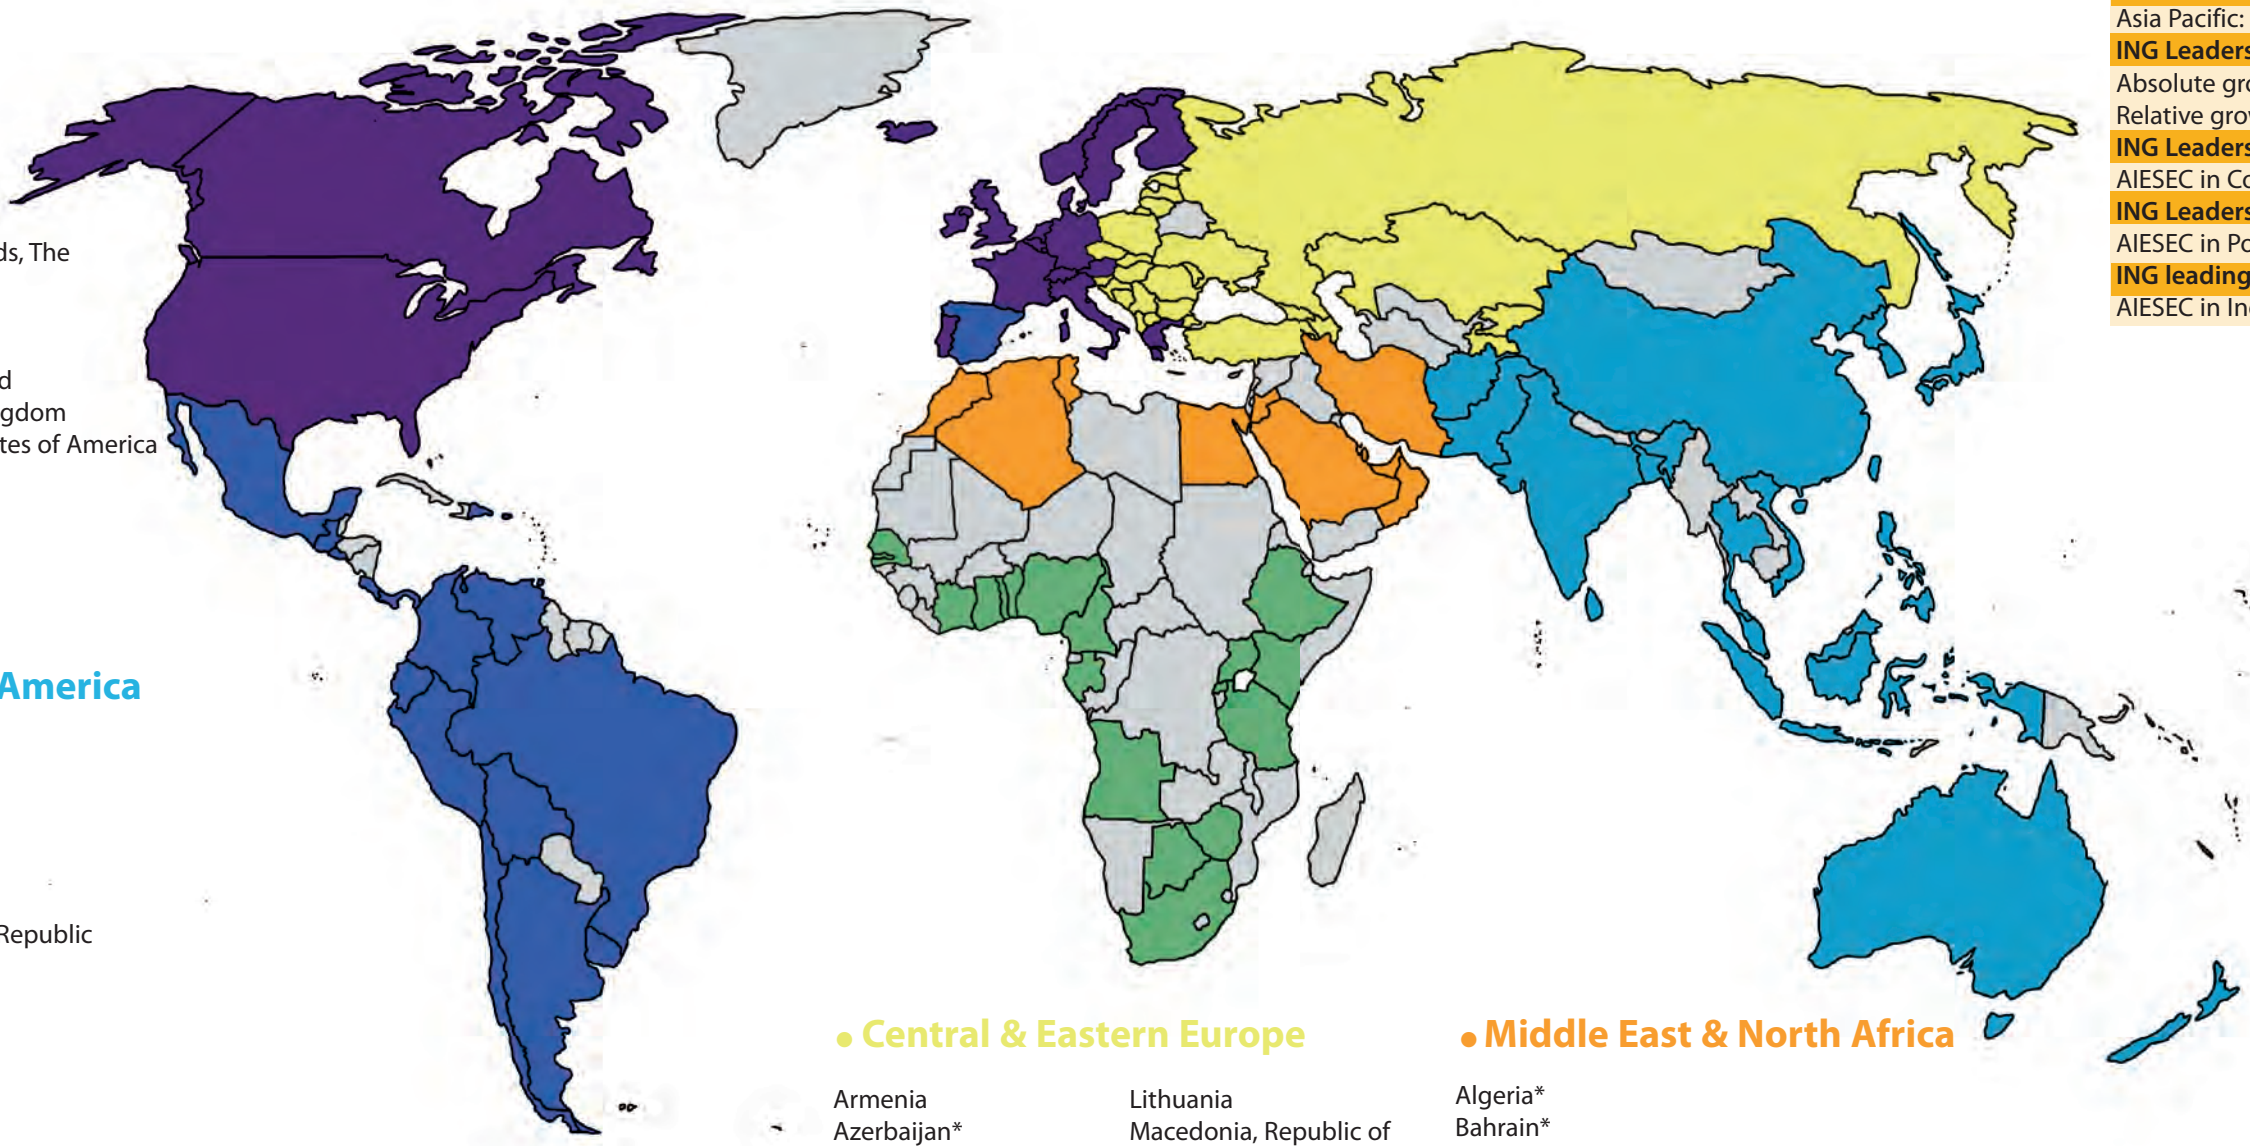 ds, The
d
gdom
tes of America
America
Republic
Asia Pacific:
ING Leaders
Absolute gro
Relative grov
ING Leaders
AIESEC in Co
ING Leaders
AIESEC in Po
ING leading
AIESEC in In
• Central & Eastern Europe
Armenia
Azerbaijan*
Lithuania
Macedonia, Republic of
• Middle East & North Africa
Algeria*
Bahrain*